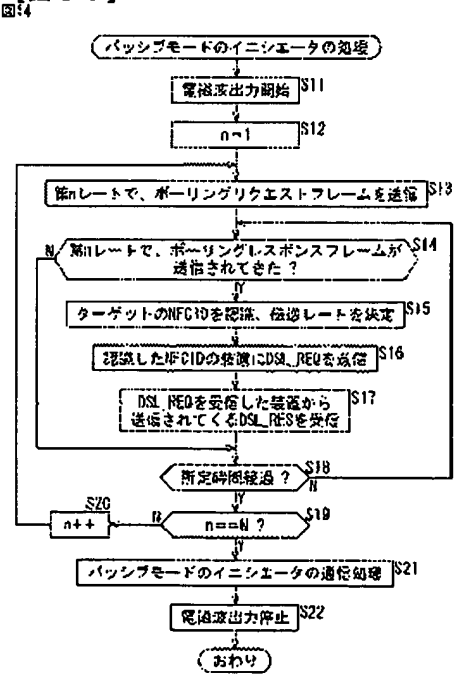 図14
パッシブモードのイニシエータの処理
電磁波出力開始 S11
n=1 S12
第nレートで、ポーリングリクエストフレームを送信 S13
第nレートで、ポーリングレスポンスフレームが S14
N
送信されてきた?
Y
ターゲットのNFCIDを認識、伝送レートを決定 S15
認識したNFCIDの装置にDSL_REQを送信 S16
DSL_REQを受信した装置から S17
送信されてくるDSL_RESを受信
所定時間経過? S18
N
Y
S20
n++
N
n==N? S19
Y
パッシブモードのイニシエータの通信処理 S21
電磁波出力停止 S22
おわり